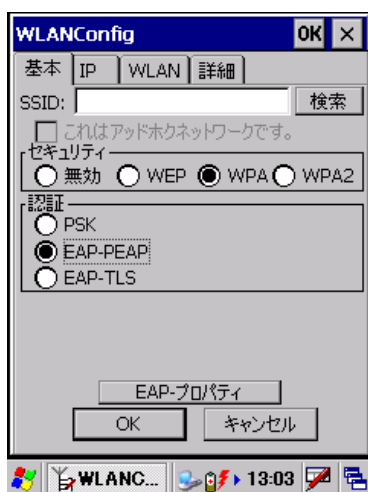 WLANConfig OK ×
基本 IP WLAN 詳細
SSID: 検索
これはアッドホクネットワークです。
セキュリティ
無効 WEP WPA WPA2
認証
PSK
EAP-PEAP
EAP-TLS
EAP-プロパティ
OK キャンセル
WLANC... 13:03